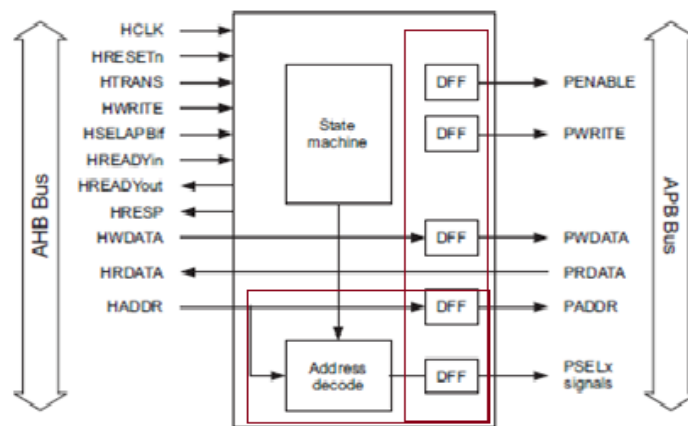 AHB Bus
HCLK
HRESETn
HTRANS
HWRITE
HSELAPBif
HREADYin
HREADYout
HRESP
HWDATA
HRDATA
HADDR
State
machine
Address
decode
DFF
DFF
DFF
DFF
DFF
PENABLE
PWRITE
PWDATA
PRDATA
PADDR
PSELx
signals
APB Bus